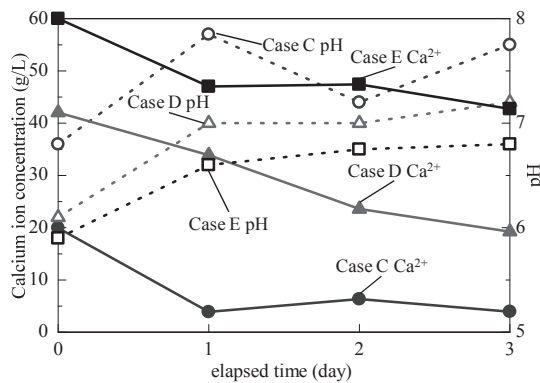 60
50
40
30
20
10
0
Calcium ion concentration (g/L)
8
7
6
5
pH
Case C pH
Case E Ca²⁺
Case D pH
Case D Ca²⁺
Case E pH
Case C Ca²⁺
0 1 2 3
elapsed time (day)